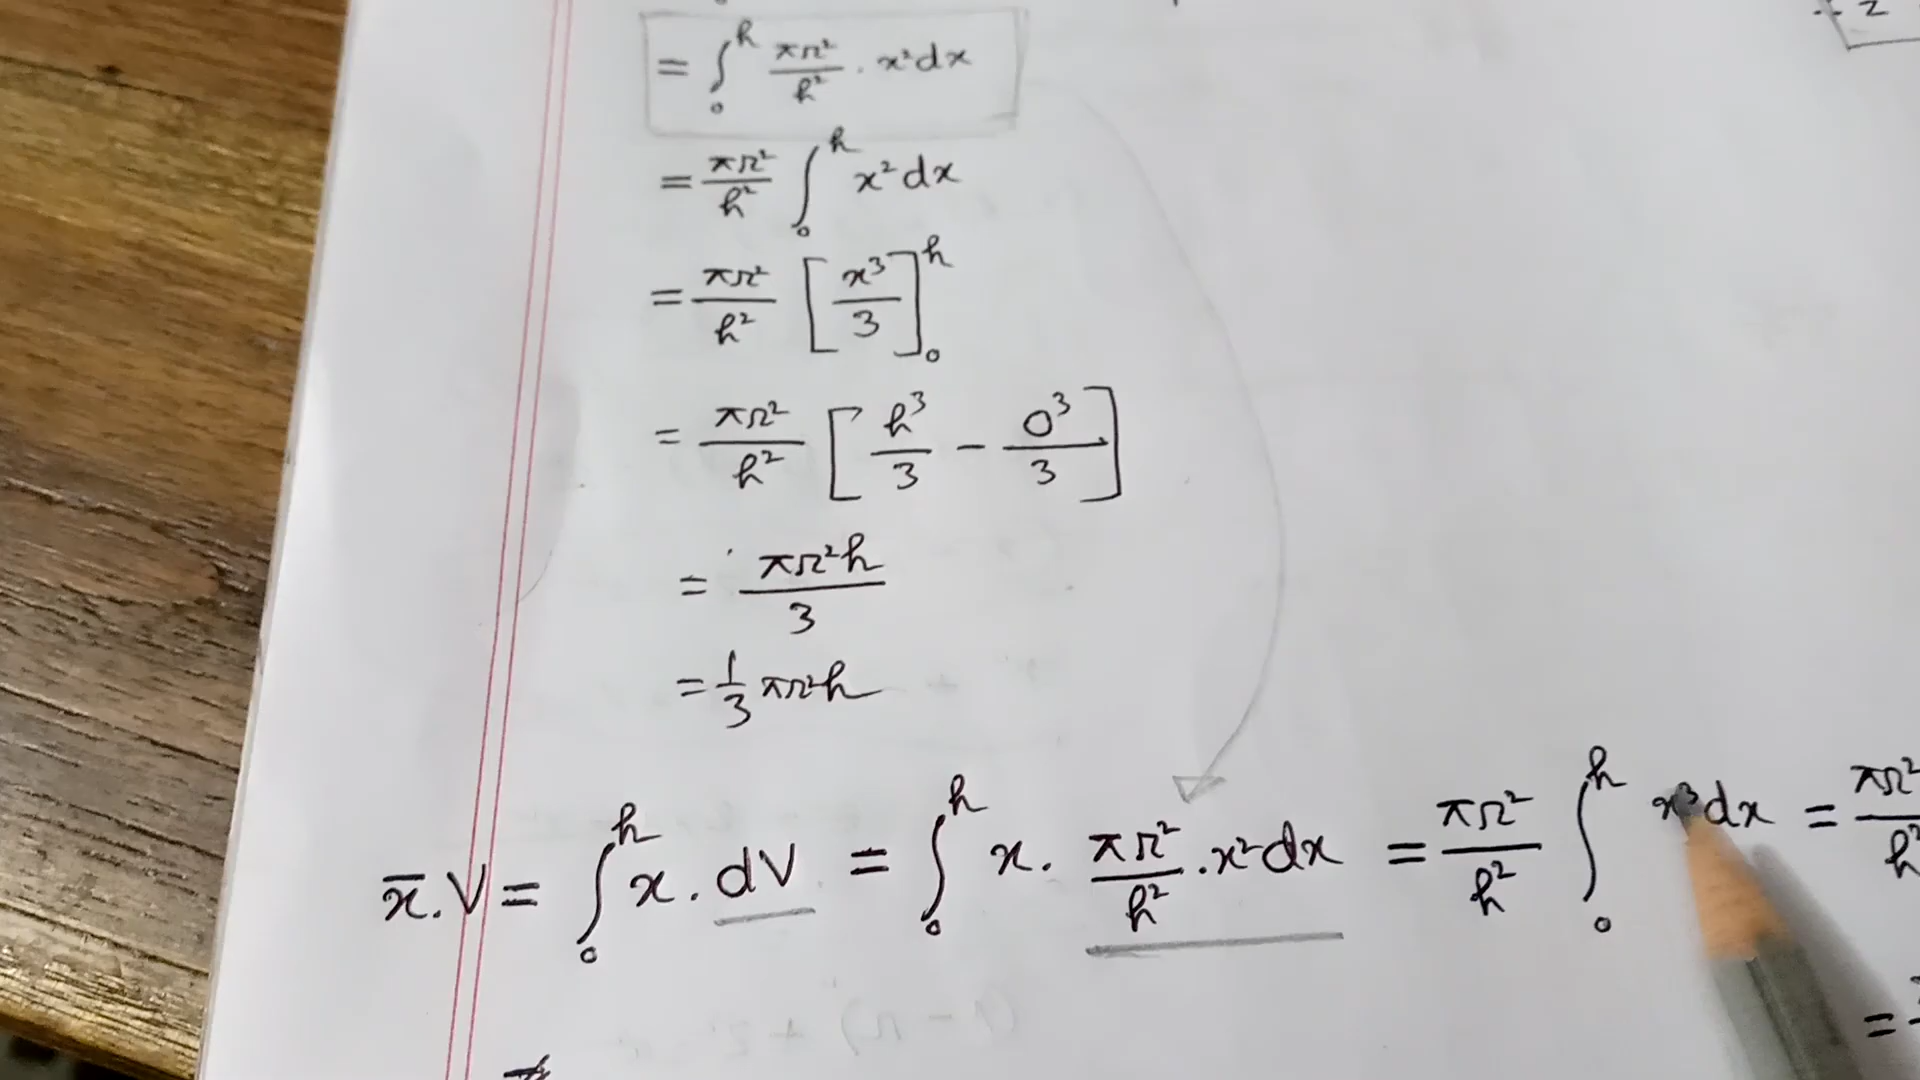 = ∫₀ʰ πr²/h² . x²dx
= πr²/h² ∫₀ʰ x²dx
= πr²/h² [x³/3]₀ʰ
= πr²/h² [h³/3 - 0³/3]
= πr²h/3
= 1/3 πr²h
x̄.V = ∫₀ʰ x.dV = ∫₀ʰ x. πr²/h² .x²dx = πr²/h² ∫₀ʰ x³dx = πr²/h²
=